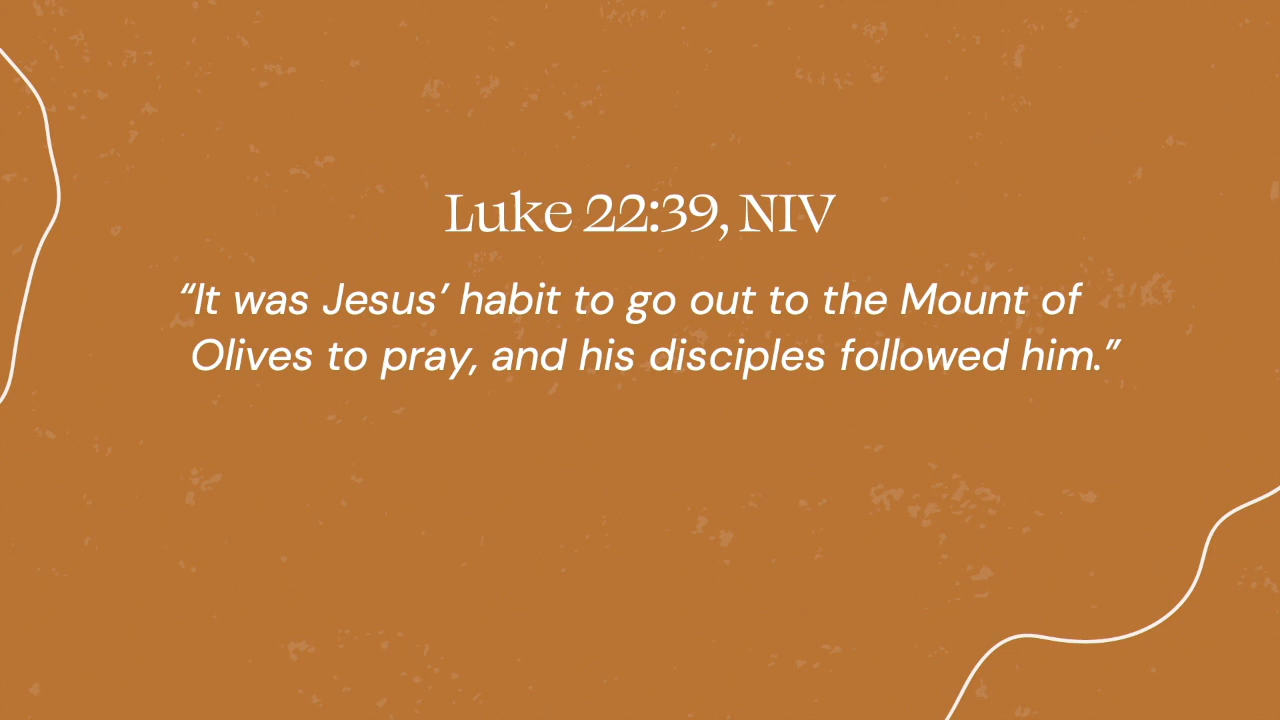 Luke 22:39, NIV
“It was Jesus’ habit to go out to the Mount of
Olives to pray, and his disciples followed him.”